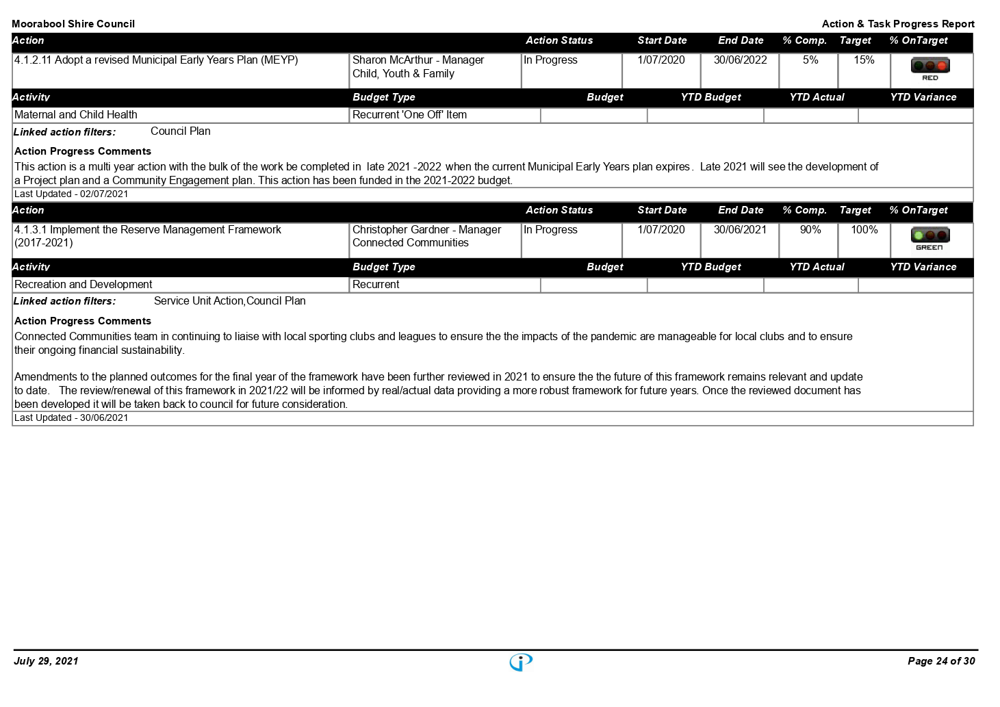 Moorabool Shire Council Action & Task Progress Report
Action Action Status Start Date End Date % Comp. Target % OnTarget
4.1.2.11 Adopt a revised Municipal Early Years Plan (MEYP) Sharon McArthur - Manager In Progress 1/07/2020 30/06/2022 5% 15%
Child, Youth & Family
RED
Activity Budget Type Budget YTD Budget YTD Actual YTD Variance
Maternal and Child Health Recurrent 'One Off' Item
Linked action filters: Council Plan
Action Progress Comments
This action is a multi year action with the bulk of the work be completed in late 2021 -2022 when the current Municipal Early Years plan expires. Late 2021 will see the development of
a Project plan and a Community Engagement plan. This action has been funded in the 2021-2022 budget.
Last Updated - 02/07/2021
Action Action Status Start Date End Date % Comp. Target % OnTarget
4.1.3.1 Implement the Reserve Management Framework Christopher Gardner - Manager In Progress 1/07/2020 30/06/2021 90% 100%
(2017-2021) Connected Communities
GREEN
Activity Budget Type Budget YTD Budget YTD Actual YTD Variance
Recreation and Development Recurrent
Linked action filters: Service Unit Action,Council Plan
Action Progress Comments
Connected Communities team in continuing to liaise with local sporting clubs and leagues to ensure the the impacts of the pandemic are manageable for local clubs and to ensure
their ongoing financial sustainability.
Amendments to the planned outcomes for the final year of the framework have been further reviewed in 2021 to ensure the the future of this framework remains relevant and update
to date. The review/renewal of this framework in 2021/22 will be informed by real/actual data providing a more robust framework for future years. Once the reviewed document has
been developed it will be taken back to council for future consideration.
Last Updated - 30/06/2021
July 29, 2021 Page 24 of 30